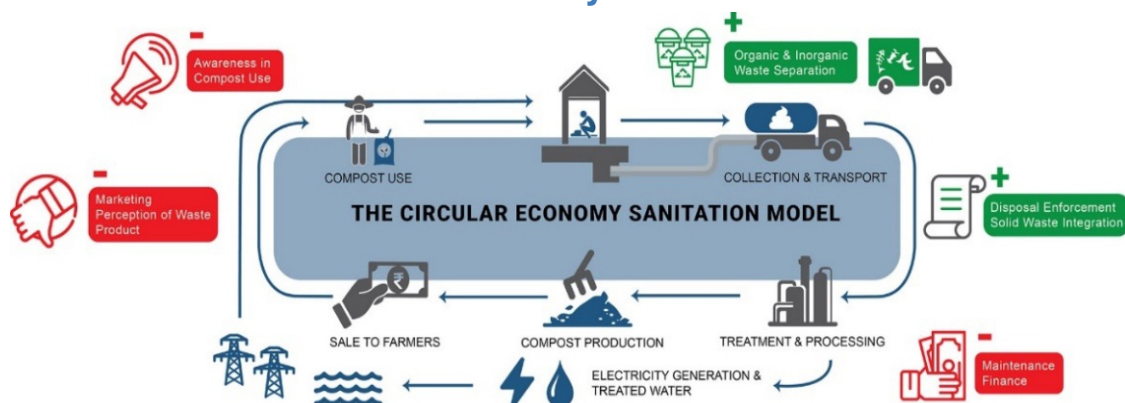 Awareness in
Compost Use
Organic & Inorganic
Waste Separation
COMPOST USE
COLLECTION & TRANSPORT
Marketing
Perception of Waste
Product
THE CIRCULAR ECONOMY SANITATION MODEL
Disposal Enforcement
Solid Waste Integration
₹
SALE TO FARMERS
COMPOST PRODUCTION
TREATMENT & PROCESSING
Maintenance
Finance
ELECTRICITY GENERATION &
TREATED WATER